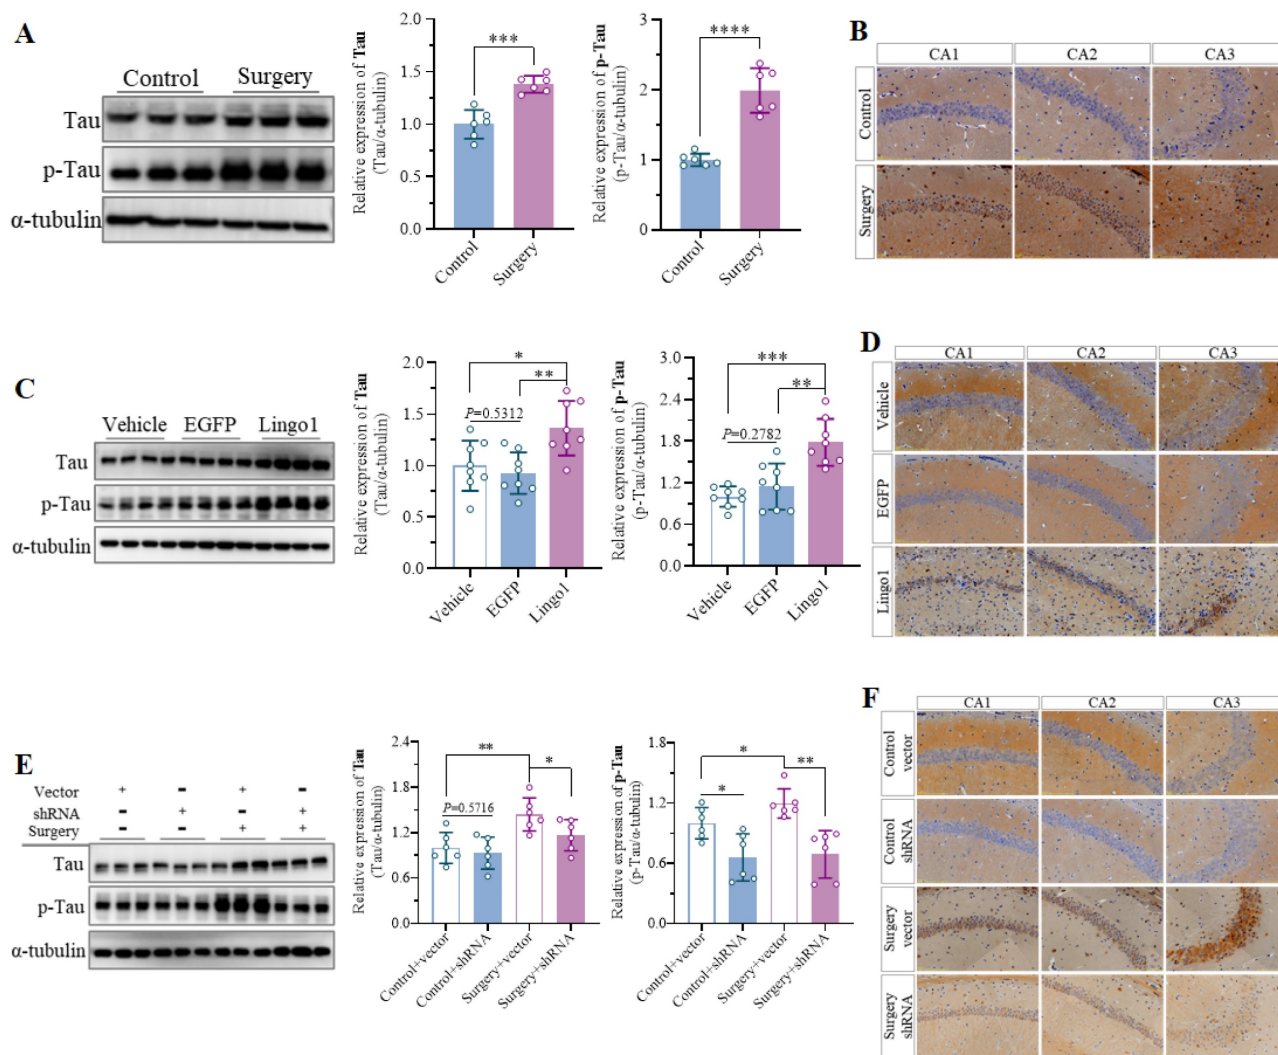 A
Control Surgery
Tau
p-Tau
α-tubulin
Relative expression of Tau
(Tau/α-tubulin)
2.0
1.5
1.0
0.5
0.0
***
Control
Surgery
Relative expression of p-Tau
(p-Tau/α-tubulin)
3
2
1
0
****
Control
Surgery
B
CA1 CA2 CA3
Control
Surgery
C
Vehicle EGFP Lingo1
Tau
p-Tau
α-tubulin
Relative expression of Tau
(Tau/α-tubulin)
2.0
1.5
1.0
0.5
0.0
*
**
P=0.5312
Vehicle
EGFP
Lingo1
Relative expression of p-Tau
(p-Tau/α-tubulin)
3.0
2.4
1.8
1.2
0.6
***
**
P=0.2782
Vehicle
EGFP
Lingo1
D
CA1 CA2 CA3
Vehicle
EGFP
Lingo1
E
Vector + - + -
shRNA - + - +
Surgery - - + +
Tau
p-Tau
α-tubulin
Relative expression of Tau
(Tau/α-tubulin)
2.4
1.8
1.2
0.6
0.0
**
*
P=0.5716
Control+vector
Control+shRNA
Surgery+vector
Surgery+shRNA
Relative expression of p-Tau
(p-Tau/α-tubulin)
1.8
1.2
0.6
0.0
*
**
*
Control+vector
Control+shRNA
Surgery+vector
Surgery+shRNA
F
CA1 CA2 CA3
Control
vector
Control
shRNA
Surgery
vector
Surgery
shRNA